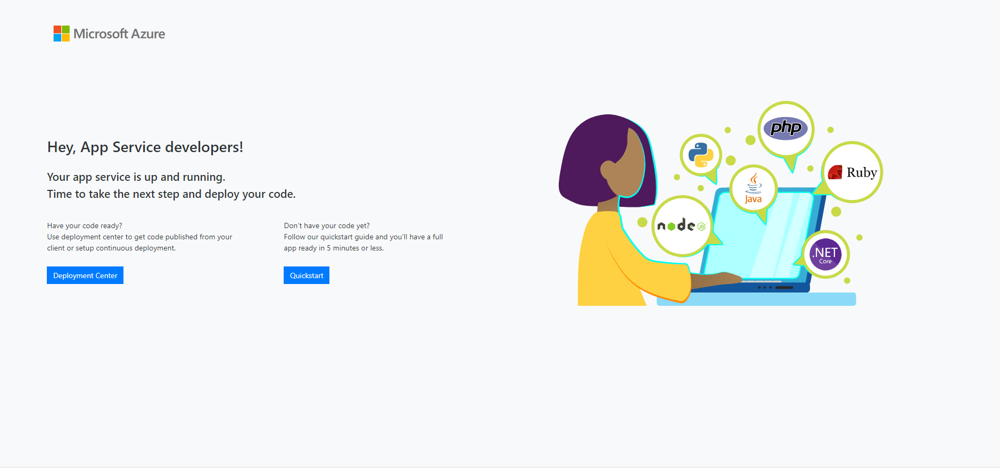 Microsoft Azure
Hey, App Service developers!
Your app service is up and running.
Time to take the next step and deploy your code.
Have your code ready?
Use deployment center to get code published from your
client or setup continuous deployment.
Deployment Center
Don't have your code yet?
Follow our quickstart guide and you'll have a full
app ready in 5 minutes or less.
Quickstart
php
Ruby
Java
node
JS
.NET
Core